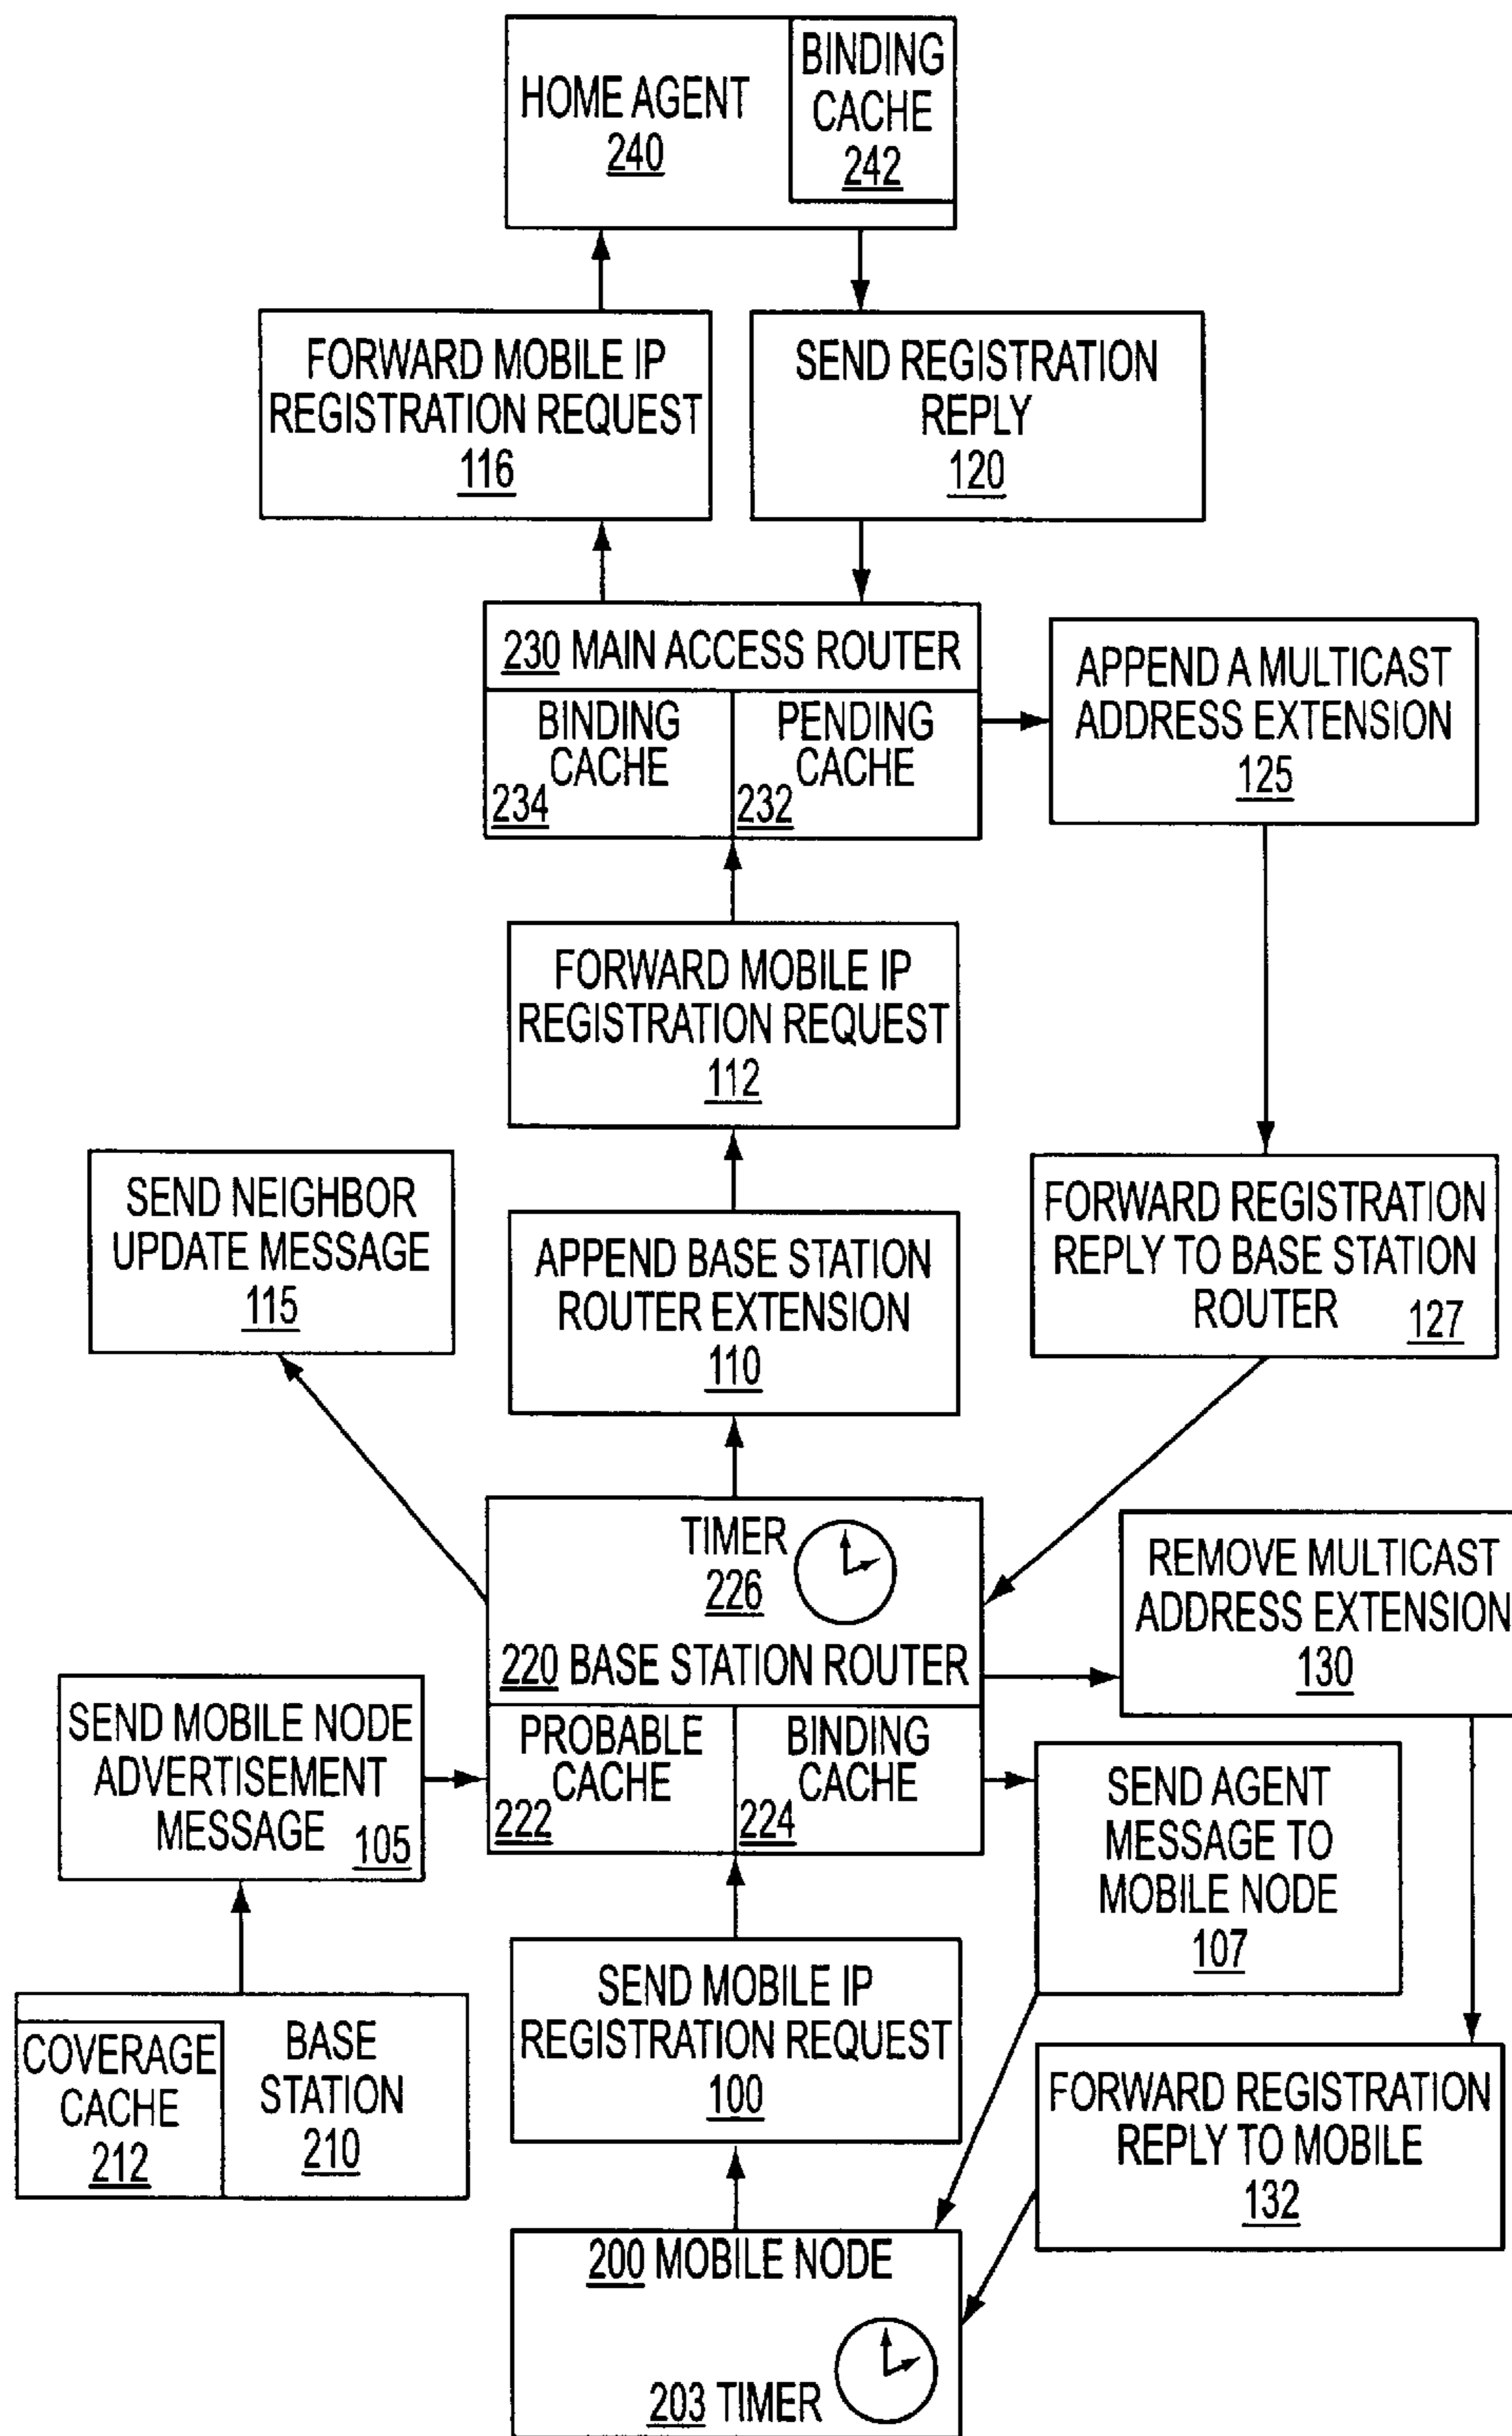 HOME AGENT
240
BINDING
CACHE
242
FORWARD MOBILE IP
REGISTRATION REQUEST
116
SEND REGISTRATION
REPLY
120
230 MAIN ACCESS ROUTER
BINDING
CACHE
234
PENDING
CACHE
232
APPEND A MULTICAST
ADDRESS EXTENSION
125
FORWARD MOBILE IP
REGISTRATION REQUEST
112
SEND NEIGHBOR
UPDATE MESSAGE
115
APPEND BASE STATION
ROUTER EXTENSION
110
FORWARD REGISTRATION
REPLY TO BASE STATION
ROUTER
127
TIMER
226
220 BASE STATION ROUTER
PROBABLE
CACHE
222
BINDING
CACHE
224
REMOVE MULTICAST
ADDRESS EXTENSION
130
SEND MOBILE NODE
ADVERTISEMENT
MESSAGE
105
SEND AGENT
MESSAGE TO
MOBILE NODE
107
COVERAGE
CACHE
212
BASE
STATION
210
SEND MOBILE IP
REGISTRATION REQUEST
100
FORWARD REGISTRATION
REPLY TO MOBILE
132
200 MOBILE NODE
203 TIMER